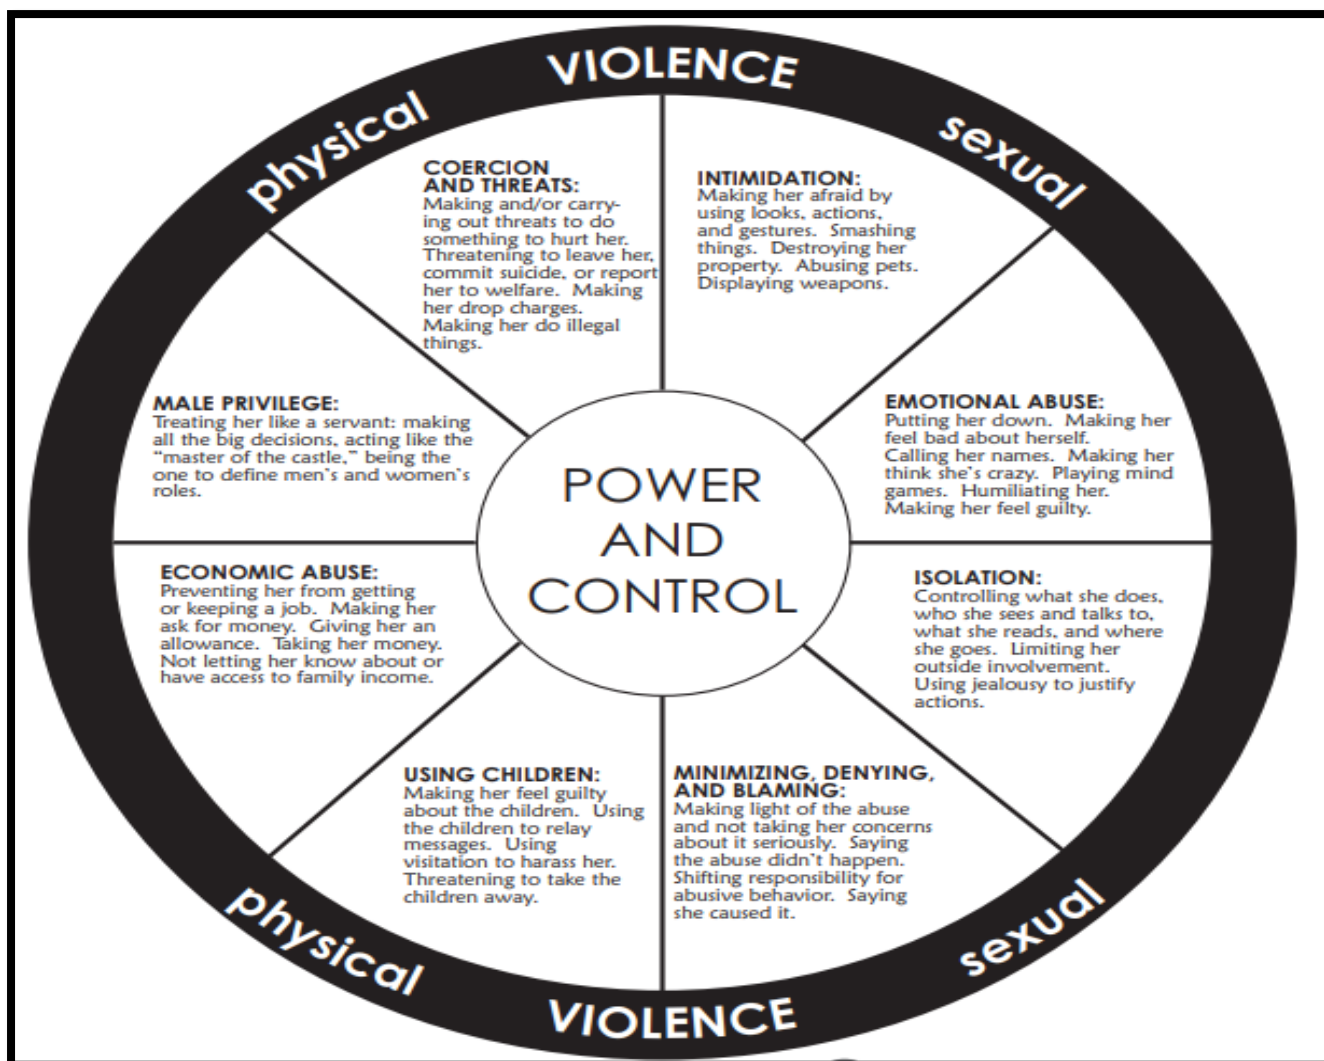 physical VIOLENCE sexual
COERCION
AND THREATS:
Making and/or carry-
ing out threats to do
something to hurt her.
Threatening to leave her,
commit suicide, or report
her to welfare.  Making
her drop charges.
Making her do illegal
things.
INTIMIDATION:
Making her afraid by
using looks, actions,
and gestures.  Smashing
things.  Destroying her
property.  Abusing pets.
Displaying weapons.
MALE PRIVILEGE:
Treating her like a servant: making
all the big decisions, acting like the
“master of the castle,” being the
one to define men’s and women’s
roles.
EMOTIONAL ABUSE:
Putting her down.  Making her
feel bad about herself.
Calling her names.  Making her
think she’s crazy.  Playing mind
games.  Humiliating her.
Making her feel guilty.
POWER
AND
CONTROL
ECONOMIC ABUSE:
Preventing her from getting
or keeping a job.  Making her
ask for money.  Giving her an
allowance.  Taking her money.
Not letting her know about or
have access to family income.
ISOLATION:
Controlling what she does,
who she sees and talks to,
what she reads, and where
she goes.  Limiting her
outside involvement.
Using jealousy to justify
actions.
USING CHILDREN:
Making her feel guilty
about the children.  Using
the children to relay
messages.  Using
visitation to harass her.
Threatening to take the
children away.
MINIMIZING, DENYING,
AND BLAMING:
Making light of the abuse
and not taking her concerns
about it seriously.  Saying
the abuse didn’t happen.
Shifting responsibility for
abusive behavior.  Saying
she caused it.
physical VIOLENCE sexual